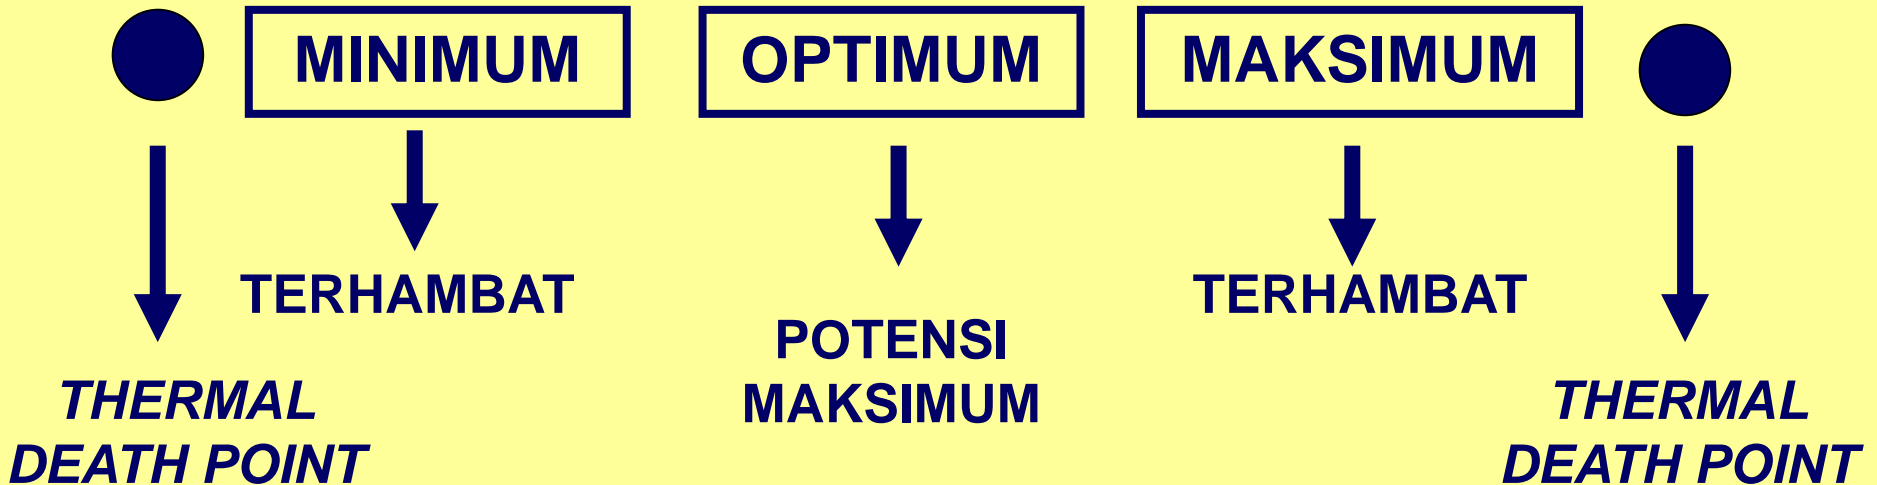 MINIMUM
OPTIMUM
MAKSIMUM
TERHAMBAT
TERHAMBAT
POTENSI
MAKSIMUM
THERMAL
DEATH POINT
THERMAL
DEATH POINT